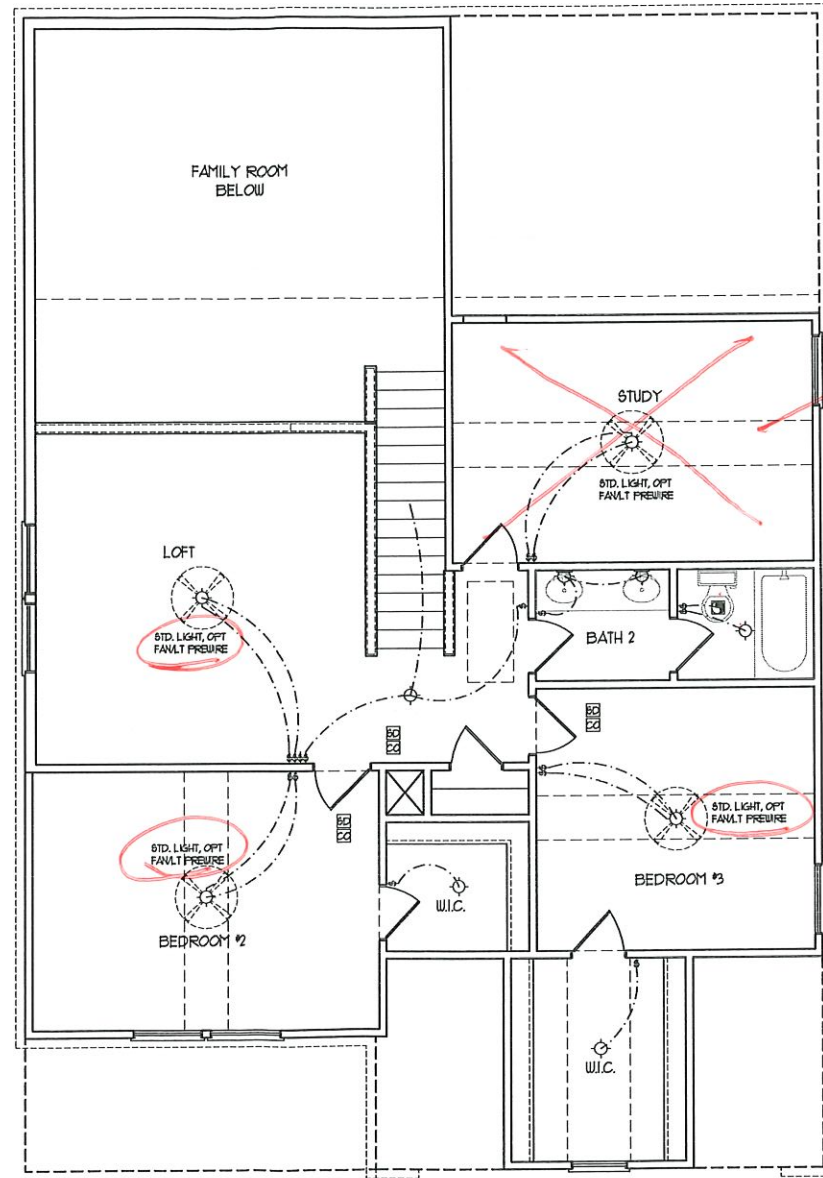 FAMILY ROOM
BELOW
STUDY
STD. LIGHT, OPT
FAN/LT PREWIRE
LOFT
STD. LIGHT, OPT
FAN/LT PREWIRE
BATH 2
SD
CO
SD
CO
STD. LIGHT, OPT
FAN/LT PREWIRE
STD. LIGHT, OPT
FAN/LT PREWIRE
BEDROOM #3
W.I.C.
BEDROOM #2
W.I.C.